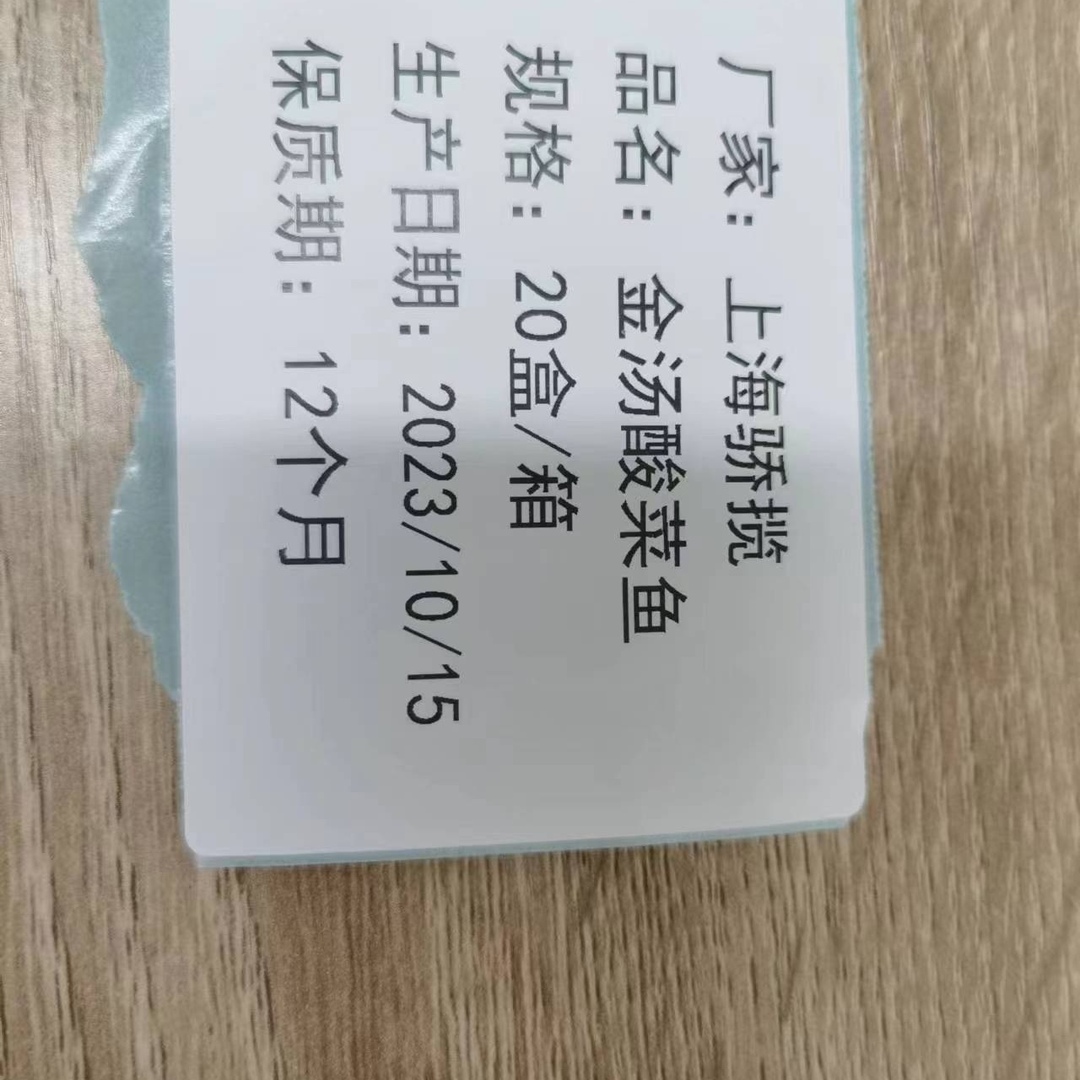 厂家：上海骄揽
品名：金汤酸菜鱼
规格：20盒/箱
生产日期：2023/10/15
保质期：12个月